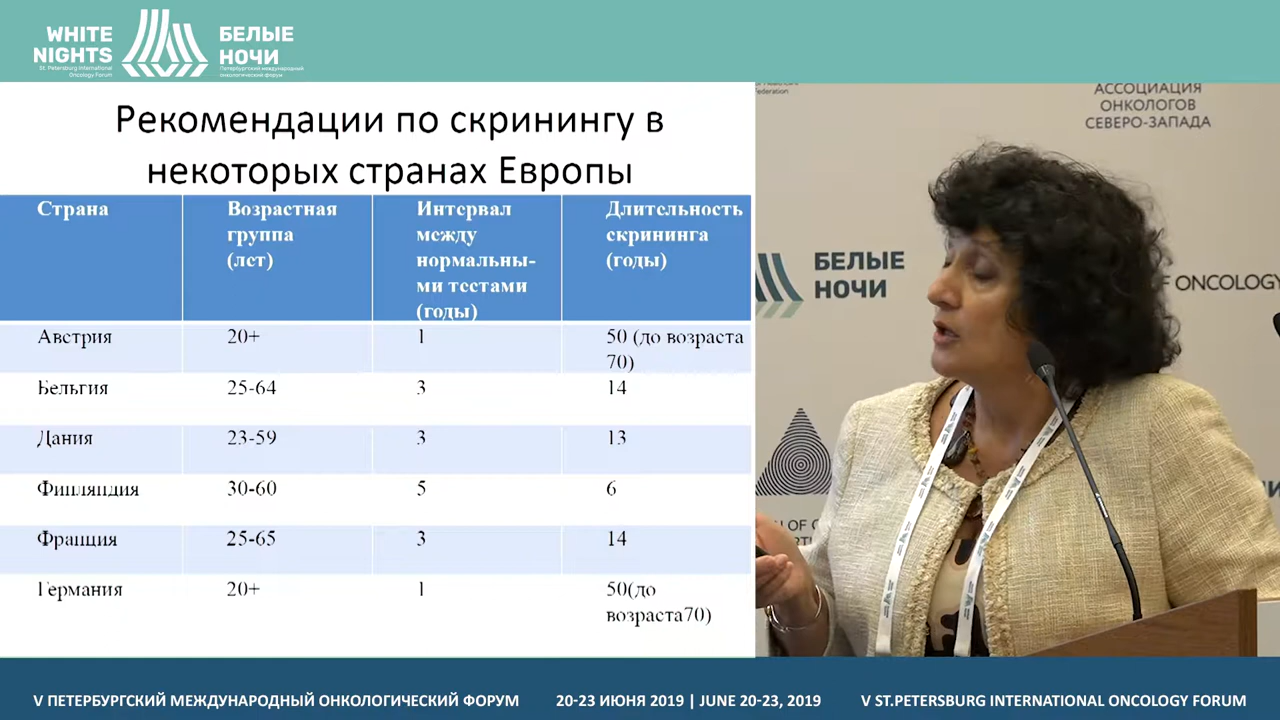 WHITE
NIGHTS
St. Petersburg International
Oncology Forum
БЕЛЫЕ
НОЧИ
Петербургский международный
онкологический форум
Рекомендации по скринингу в
некоторых странах Европы
Страна
Возрастная
группа
(лет)
Интервал
между
нормальны-
ми тестами
(годы)
Длительность
скрининга
(годы)
Австрия
20+
1
50 (до возраста
70)
Бельгия
25-64
3
14
Дания
23-59
3
13
Финляндия
30-60
5
6
Франция
25-65
3
14
Германия
20+
1
50(до
возраста70)
Federation
АССОЦИАЦИЯ
ОНКОЛОГОВ
СЕВЕРО-ЗАПАДА
БЕЛЫЕ
НОЧИ
OF ONCOLOGY
V ПЕТЕРБУРГСКИЙ МЕЖДУНАРОДНЫЙ ОНКОЛОГИЧЕСКИЙ ФОРУМ
20-23 ИЮНЯ 2019 | JUNE 20-23, 2019
V ST.PETERSBURG INTERNATIONAL ONCOLOGY FORUM